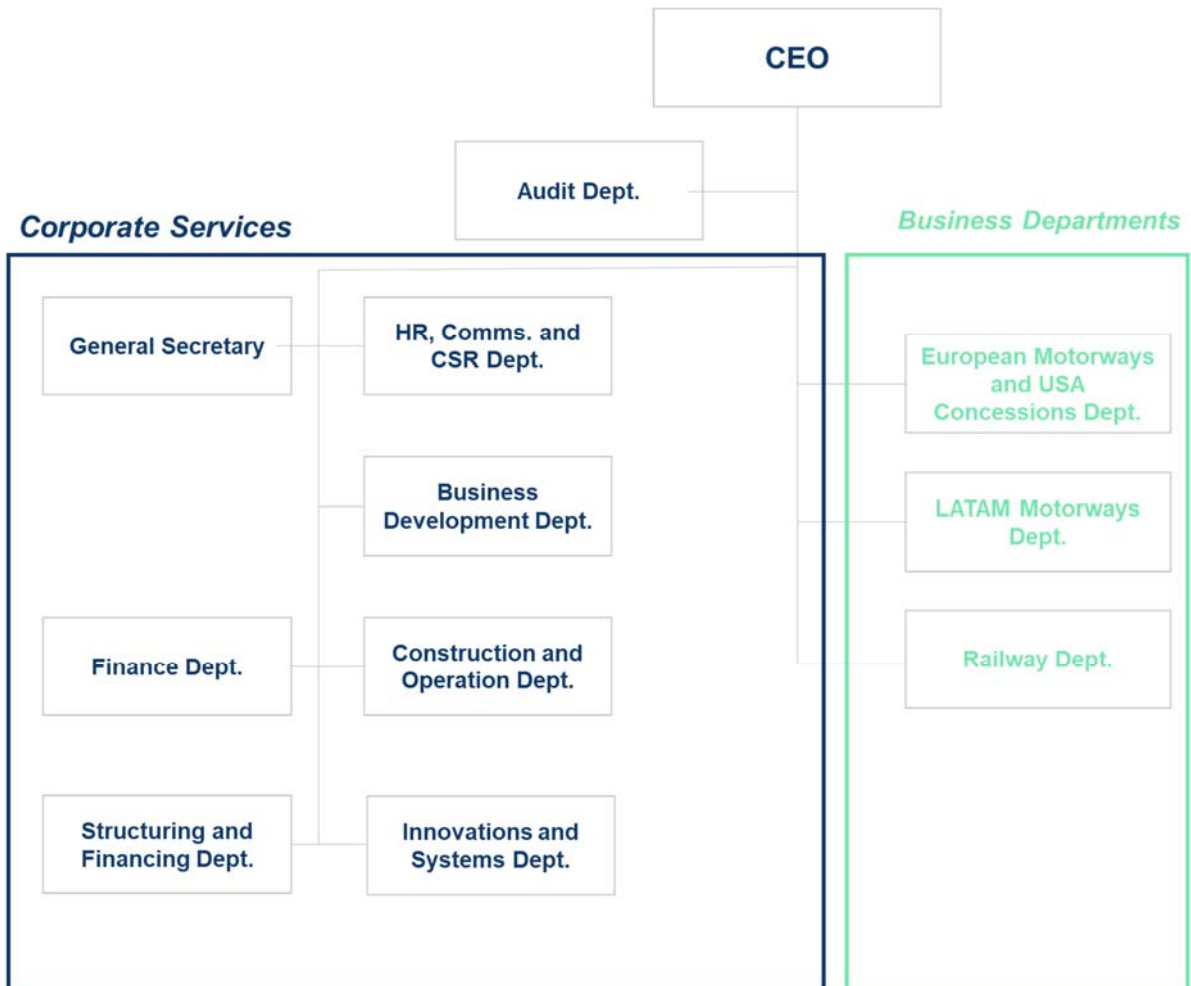 CEO
Audit Dept.
Corporate Services
Business Departments
General Secretary
HR, Comms. and
CSR Dept.
European Motorways
and USA
Concessions Dept.
Business
Development Dept.
LATAM Motorways
Dept.
Finance Dept.
Construction and
Operation Dept.
Railway Dept.
Structuring and
Financing Dept.
Innovations and
Systems Dept.